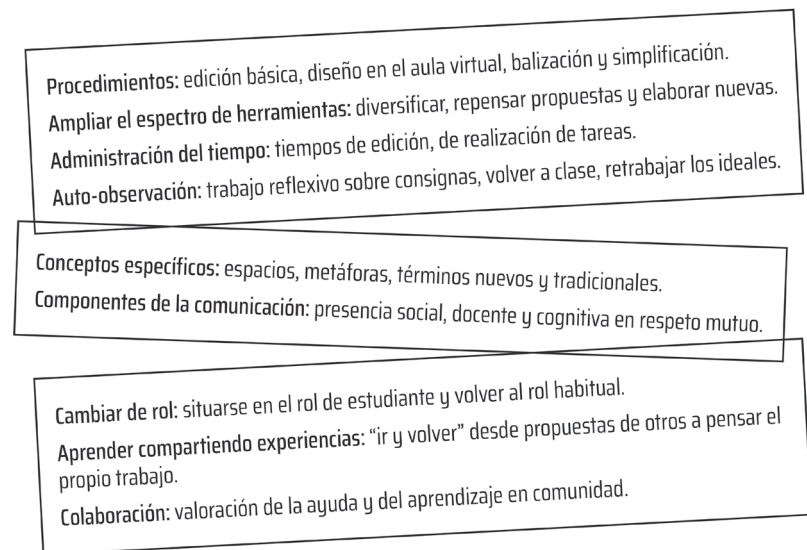 Procedimientos: edición básica, diseño en el aula virtual, balización y simplificación.
Ampliar el espectro de herramientas: diversificar, repensar propuestas y elaborar nuevas.
Administración del tiempo: tiempos de edición, de realización de tareas.
Auto-observación: trabajo reflexivo sobre consignas, volver a clase, retrabajar los ideales.
Conceptos específicos: espacios, metáforas, términos nuevos y tradicionales.
Componentes de la comunicación: presencia social, docente y cognitiva en respeto mutuo.
Cambiar de rol: situarse en el rol de estudiante y volver al rol habitual.
Aprender compartiendo experiencias: “ir y volver” desde propuestas de otros a pensar el
propio trabajo.
Colaboración: valoración de la ayuda y del aprendizaje en comunidad.